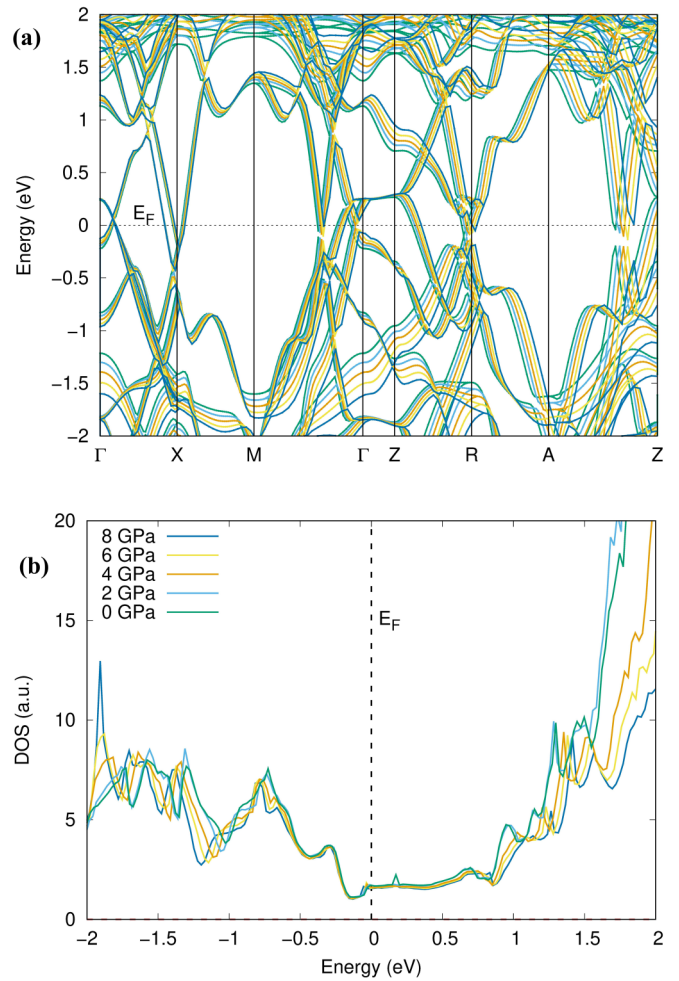 (a)
2
1.5
1
0.5
0
−0.5
−1
−1.5
−2
Energy (eV)
E_F
Γ X M Γ Z R A Z
(b)
20
15
10
5
0
DOS (a.u.)
8 GPa
6 GPa
4 GPa
2 GPa
0 GPa
E_F
−2 −1.5 −1 −0.5 0 0.5 1 1.5 2
Energy (eV)